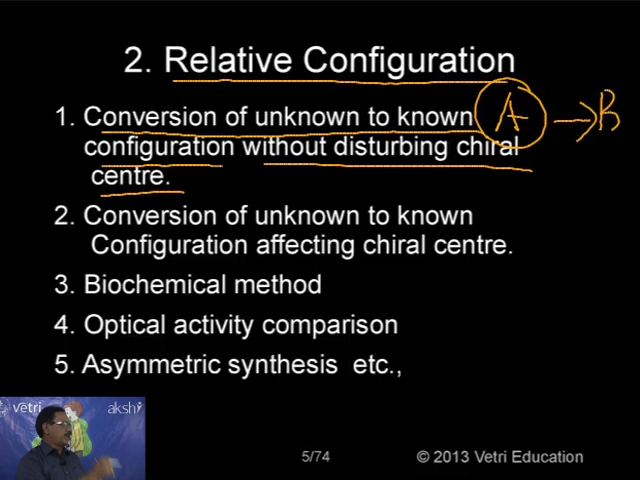 2. Relative Configuration
1. Conversion of unknown to known
configuration without disturbing chiral
centre.
A → B
2. Conversion of unknown to known
Configuration affecting chiral centre.
3. Biochemical method
4. Optical activity comparison
5. Asymmetric synthesis etc.,
vetri
akshi
5/74
© 2013 Vetri Education